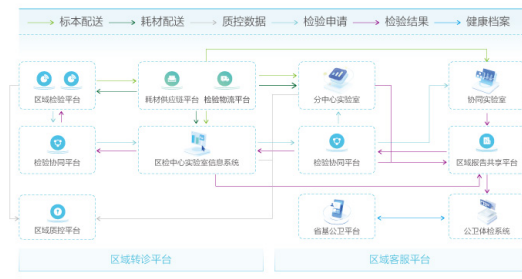 标本配送 耗材配送 质控数据 检验申请 检验结果 健康档案
区域检验平台 耗材供应链平台 检验物流平台 分中心实验室 协同实验室
检验协同平台 区检中心实验室信息系统 检验协同平台 区域报告共享平台
区域质控平台 省基公卫平台 公卫体检系统
区域转诊平台 区域客服平台